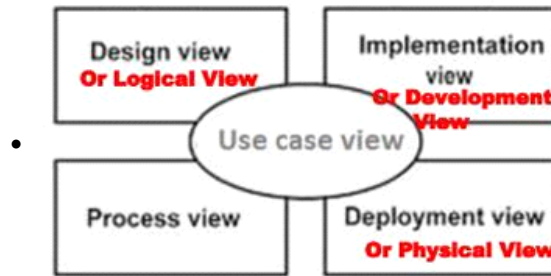 Design view
Or Logical View
Implementation
view
Or Development
View
Use case view
Process view
Deployment view
Or Physical View